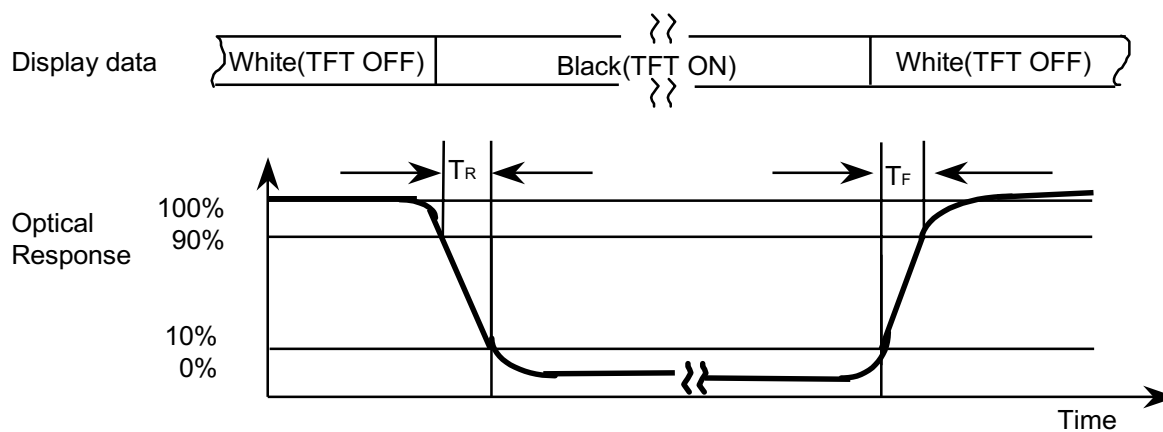 Display data
White(TFT OFF)
Black(TFT ON)
White(TFT OFF)
TR
TF
Optical
Response
100%
90%
10%
0%
Time